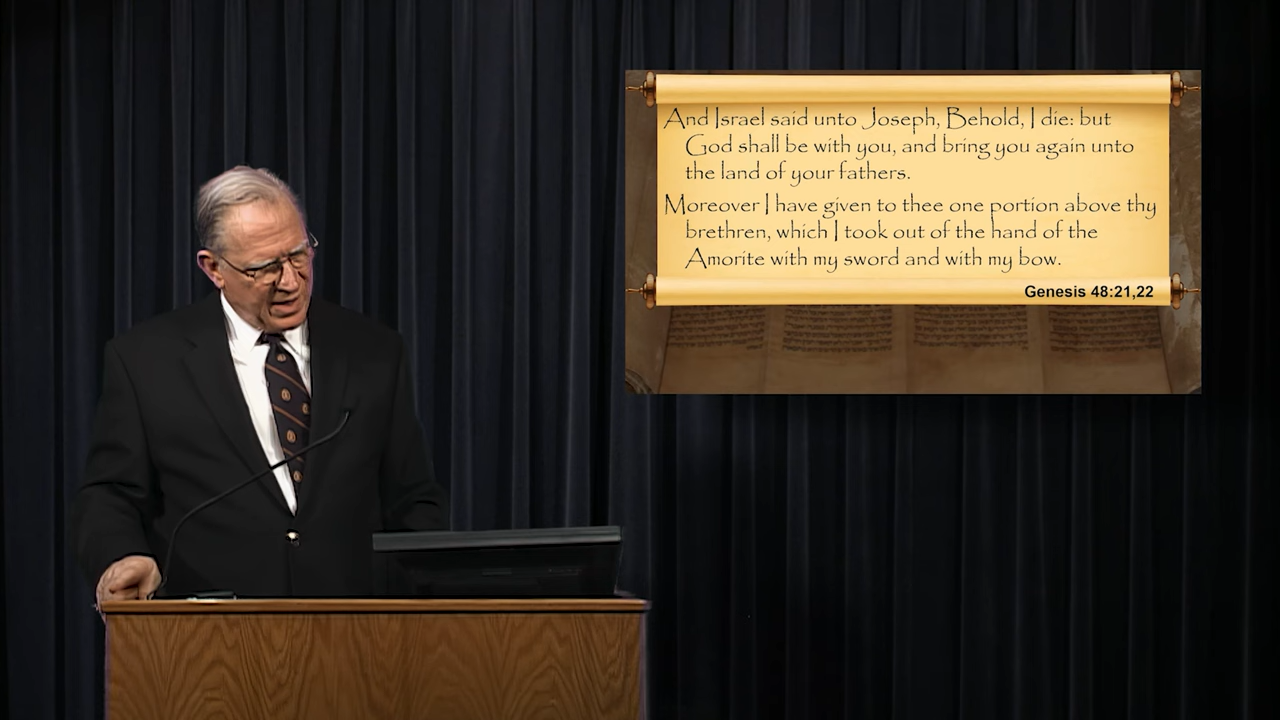 And Israel said unto Joseph, Behold, I die: but
God shall be with you, and bring you again unto
the land of your fathers.
Moreover I have given to thee one portion above thy
brethren, which I took out of the hand of the
Amorite with my sword and with my bow.
Genesis 48:21,22